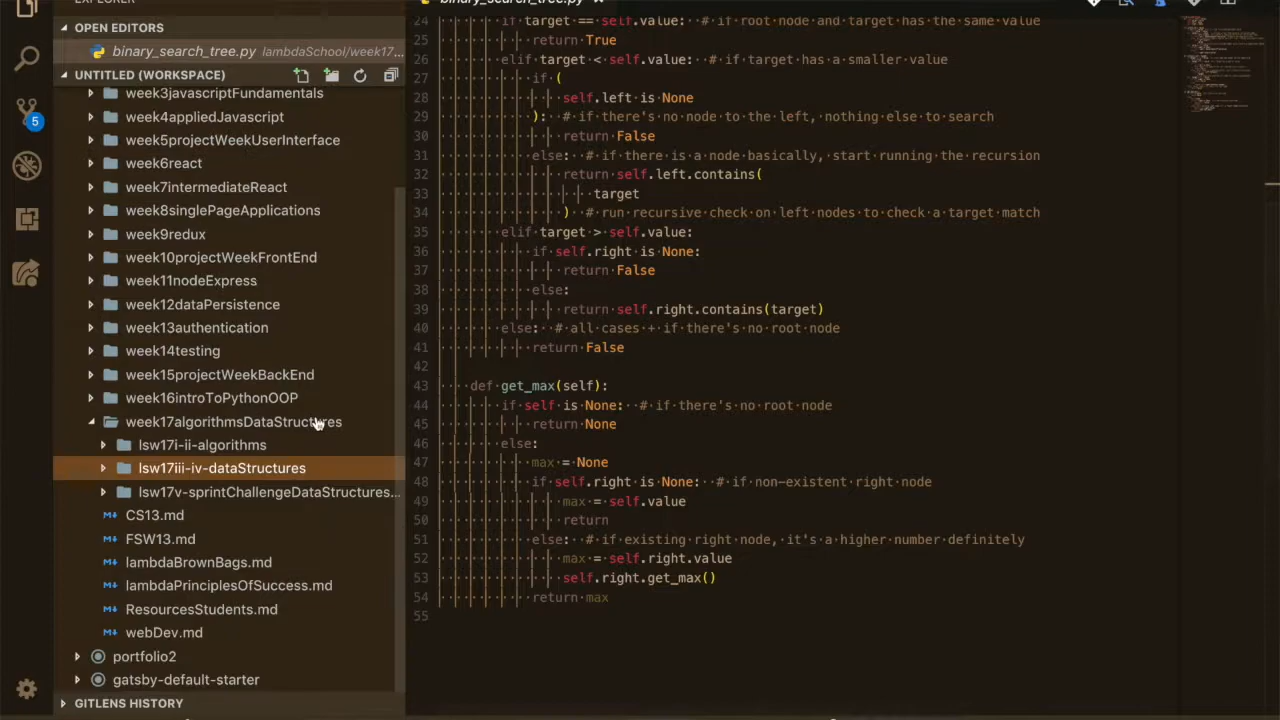 EXPLORER
OPEN EDITORS
binary_search_tree.py lambdaSchool/week17...
UNTITLED (WORKSPACE)
week3javascriptFundamentals
week4appliedJavascript
week5projectWeekUserInterface
week6react
week7intermediateReact
week8singlePageApplications
week9redux
week10projectWeekFrontEnd
week11nodeExpress
week12dataPersistence
week13authentication
week14testing
week15projectWeekBackEnd
week16introToPythonOOP
week17algorithmsDataStructures
lsw17i-ii-algorithms
lsw17iii-iv-dataStructures
lsw17v-sprintChallengeDataStructures...
CS13.md
FSW13.md
lambdaBrownBags.md
lambdaPrinciplesOfSuccess.md
ResourcesStudents.md
webDev.md
portfolio2
gatsby-default-starter
GITLENS HISTORY
5
binary_search_tree.py
24 if target == self.value: # if root node and target has the same value
25 return True
26 elif target < self.value: # if target has a smaller value
27 if (
28 self.left is None
29 ): # if there's no node to the left, nothing else to search
30 return False
31 else: # if there is a node basically, start running the recursion
32 return self.left.contains(
33 target
34 ) # run recursive check on left nodes to check a target match
35 elif target > self.value:
36 if self.right is None:
37 return False
38 else:
39 return self.right.contains(target)
40 else: # all cases + if there's no root node
41 return False
42
43 def get_max(self):
44 if self is None: # if there's no root node
45 return None
46 else:
47 max = None
48 if self.right is None: # if non-existent right node
49 max = self.value
50 return
51 else: # if existing right node, it's a higher number definitely
52 max = self.right.value
53 self.right.get_max()
54 return max
55